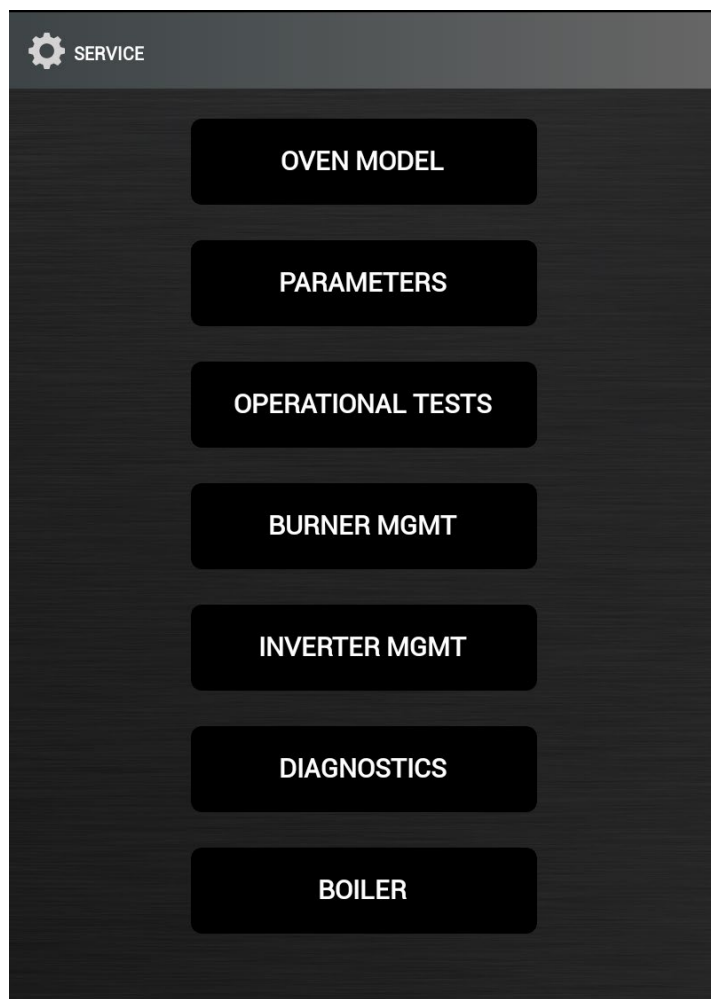 SERVICE
OVEN MODEL
PARAMETERS
OPERATIONAL TESTS
BURNER MGMT
INVERTER MGMT
DIAGNOSTICS
BOILER